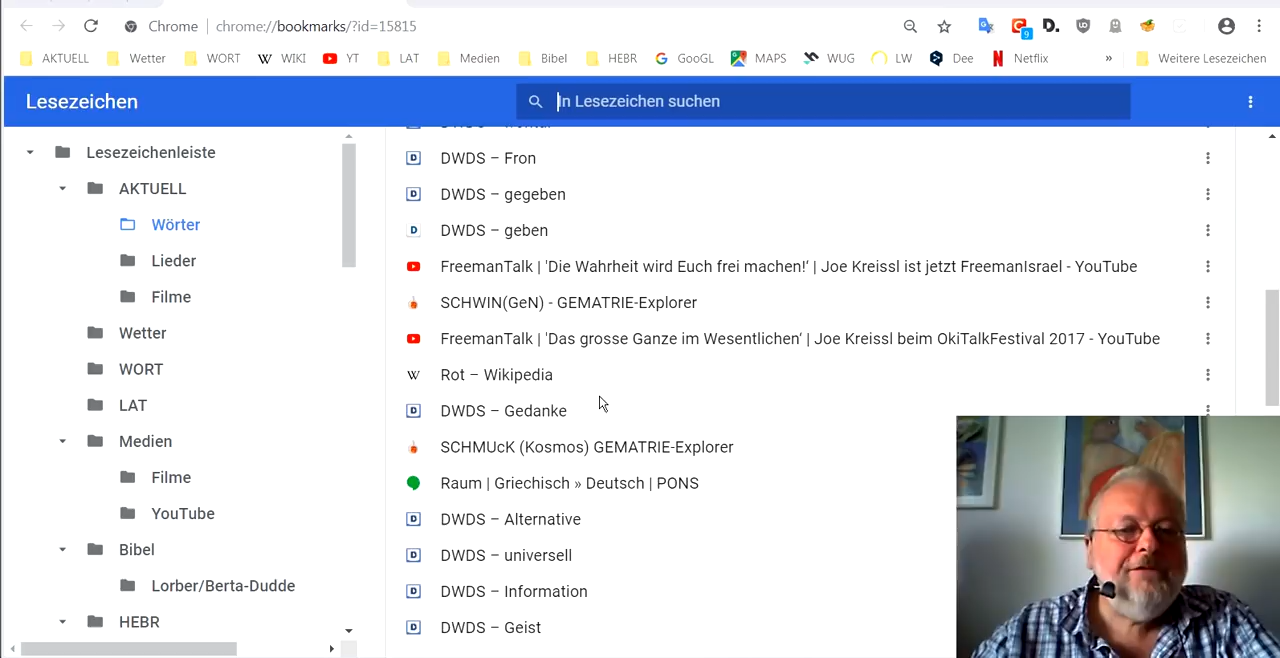 Chrome | chrome://bookmarks/?id=15815
9
AKTUELL Wetter WORT WIKI YT LAT Medien Bibel HEBR GooGL MAPS WUG LW Dee Netflix » Weitere Lesezeichen
Lesezeichen
In Lesezeichen suchen
Lesezeichenleiste
AKTUELL
Wörter
Lieder
Filme
Wetter
WORT
LAT
Medien
Filme
YouTube
Bibel
Lorber/Berta-Dudde
HEBR
DWDS – Fron
DWDS – gegeben
DWDS – geben
FreemanTalk | 'Die Wahrheit wird Euch frei machen!' | Joe Kreissl ist jetzt FreemanIsrael - YouTube
SCHWIN(GeN) - GEMATRIE-Explorer
FreemanTalk | 'Das grosse Ganze im Wesentlichen' | Joe Kreissl beim OkiTalkFestival 2017 - YouTube
Rot – Wikipedia
DWDS – Gedanke
SCHMUcK (Kosmos) GEMATRIE-Explorer
Raum | Griechisch » Deutsch | PONS
DWDS – Alternative
DWDS – universell
DWDS – Information
DWDS – Geist